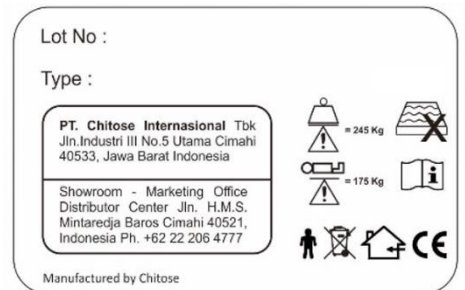 Lot No :
Type :
PT. Chitose Internasional Tbk
Jln.Industri III No.5 Utama Cimahi
40533, Jawa Barat Indonesia
Showroom - Marketing Office
Distributor Center Jln. H.M.S.
Mintaredja Baros Cimahi 40521,
Indonesia Ph. +62 22 206 4777
Manufactured by Chitose
= 245 Kg
= 175 Kg
i
CE